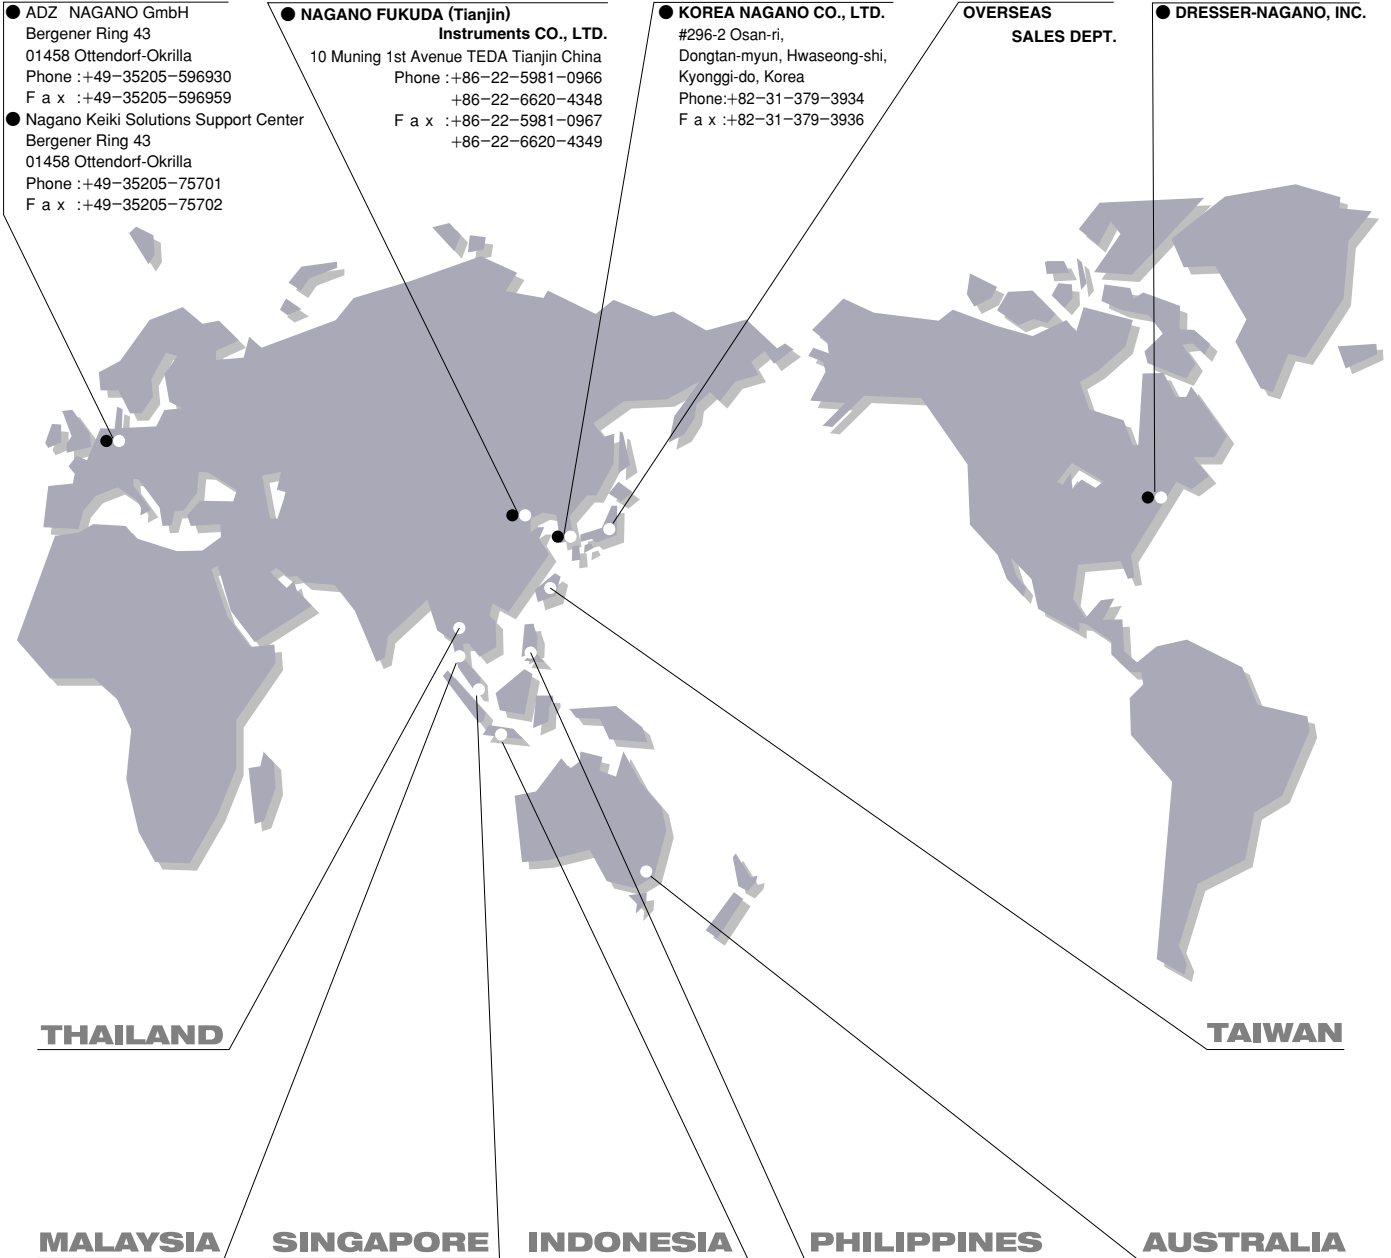 ● ADZ NAGANO GmbH
Bergener Ring 43
01458 Ottendorf-Okrilla
Phone :+49-35205-596930
F a x :+49-35205-596959
● Nagano Keiki Solutions Support Center
Bergener Ring 43
01458 Ottendorf-Okrilla
Phone :+49-35205-75701
F a x :+49-35205-75702
● NAGANO FUKUDA (Tianjin)
Instruments CO., LTD.
10 Muning 1st Avenue TEDA Tianjin China
Phone :+86-22-5981-0966
+86-22-6620-4348
F a x :+86-22-5981-0967
+86-22-6620-4349
● KOREA NAGANO CO., LTD.
#296-2 Osan-ri,
Dongtan-myun, Hwaseong-shi,
Kyonggi-do, Korea
Phone:+82-31-379-3934
F a x :+82-31-379-3936
OVERSEAS
SALES DEPT.
● DRESSER-NAGANO, INC.
THAILAND
TAIWAN
MALAYSIA
SINGAPORE
INDONESIA
PHILIPPINES
AUSTRALIA